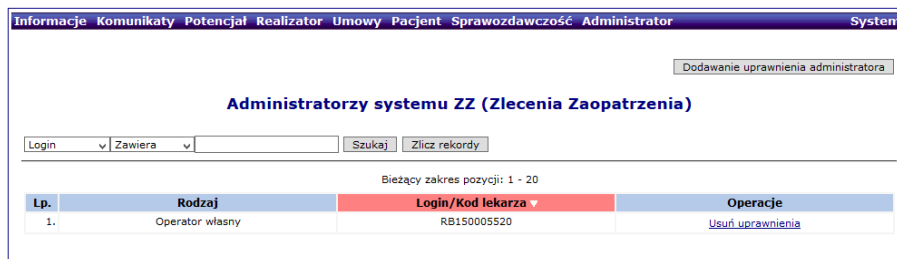 Informacje Komunikaty Potencjał Realizator Umowy Pacjent Sprawozdawczość Administrator System
Dodawanie uprawnienia administratora
Administratorzy systemu ZZ (Zlecenia Zaopatrzenia)
Login Zawiera Szukaj Zlicz rekordy
Bieżący zakres pozycji: 1 - 20
Lp. Rodzaj Login/Kod lekarza Operacje
1. Operator własny RB150005520 Usuń uprawnienia